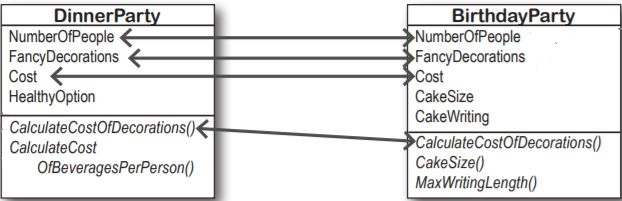 DinnerParty
NumberOfPeople
FancyDecorations
Cost
HealthyOption
CalculateCostOfDecorations()
CalculateCost
OfBeveragesPerPerson()
BirthdayParty
NumberOfPeople
FancyDecorations
Cost
CakeSize
CakeWriting
CalculateCostOfDecorations()
CakeSize()
MaxWritingLength()